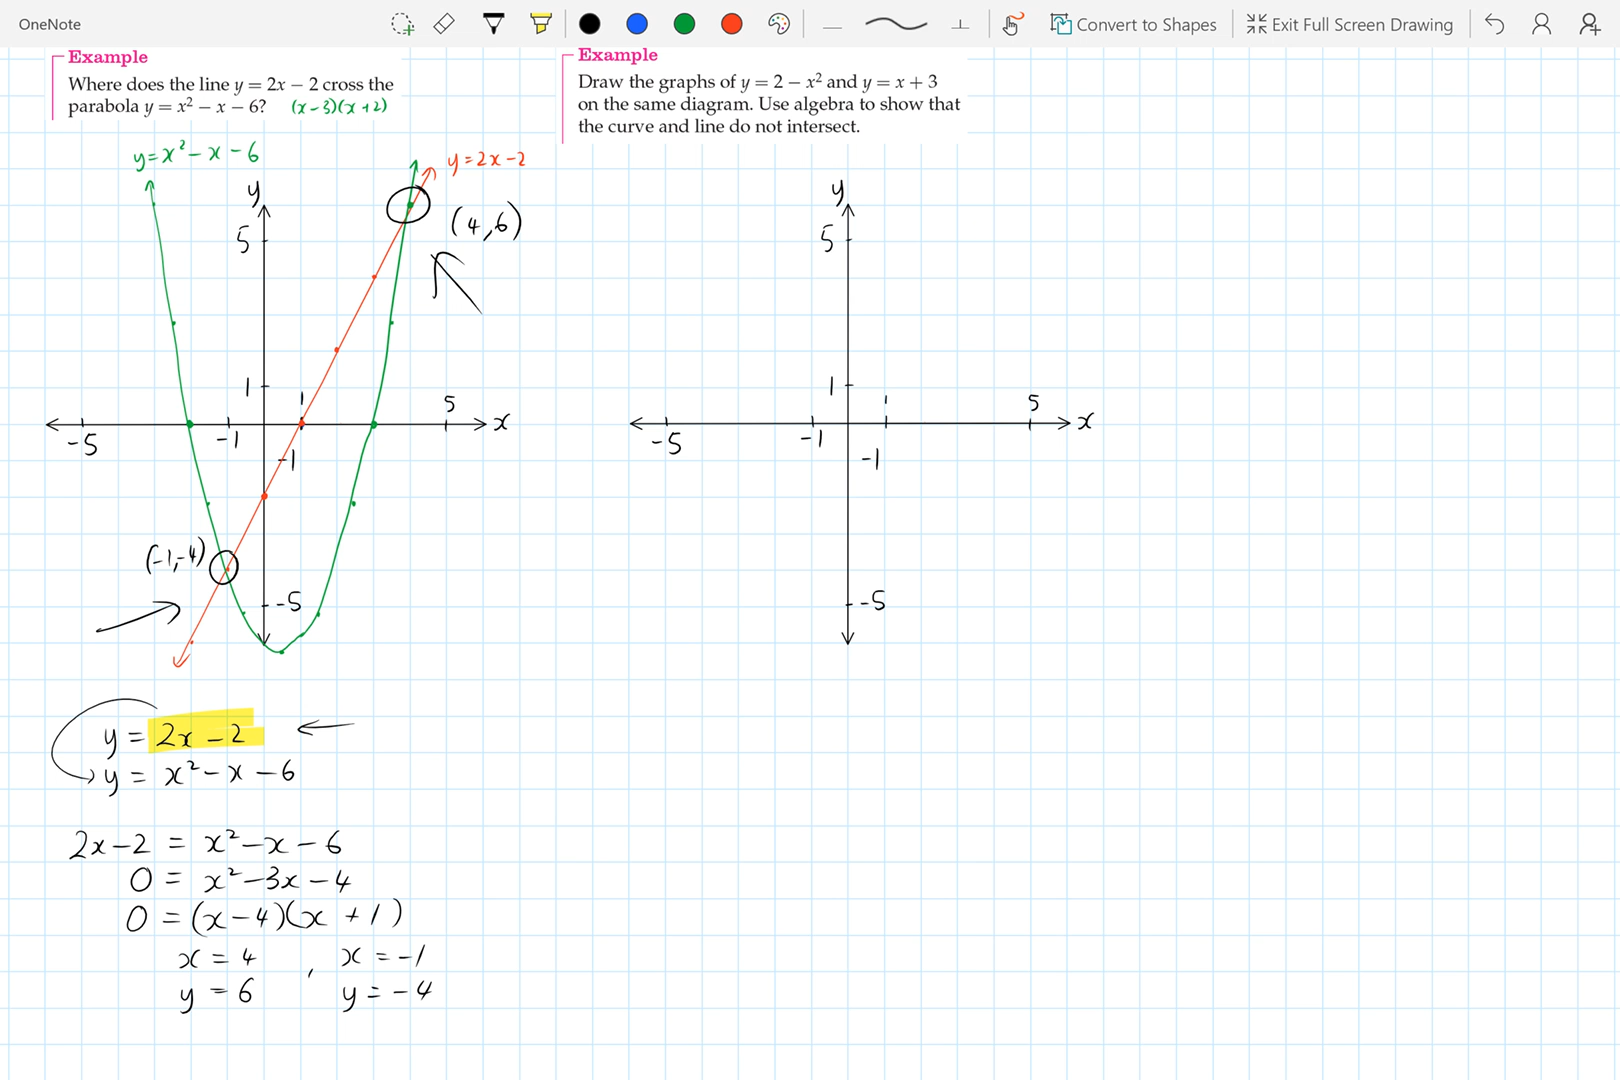 OneNote
Convert to Shapes
Exit Full Screen Drawing
Example
Where does the line y = 2x − 2 cross the
parabola y = x² − x − 6? (x-3)(x+2)
y=x²-x-6
y=2x-2
y
(4,6)
5
1
1
5
x
-5
-1
-1
(-1,-4)
-5
y = 2x-2
y = x²-x-6
2x-2 = x²-x-6
0 = x²-3x-4
0 = (x-4)(x+1)
x = 4 , x = -1
y = 6 y = -4
Example
Draw the graphs of y = 2 − x² and y = x + 3
on the same diagram. Use algebra to show that
the curve and line do not intersect.
y
5
1
5
x
-5
-1
-1
-5